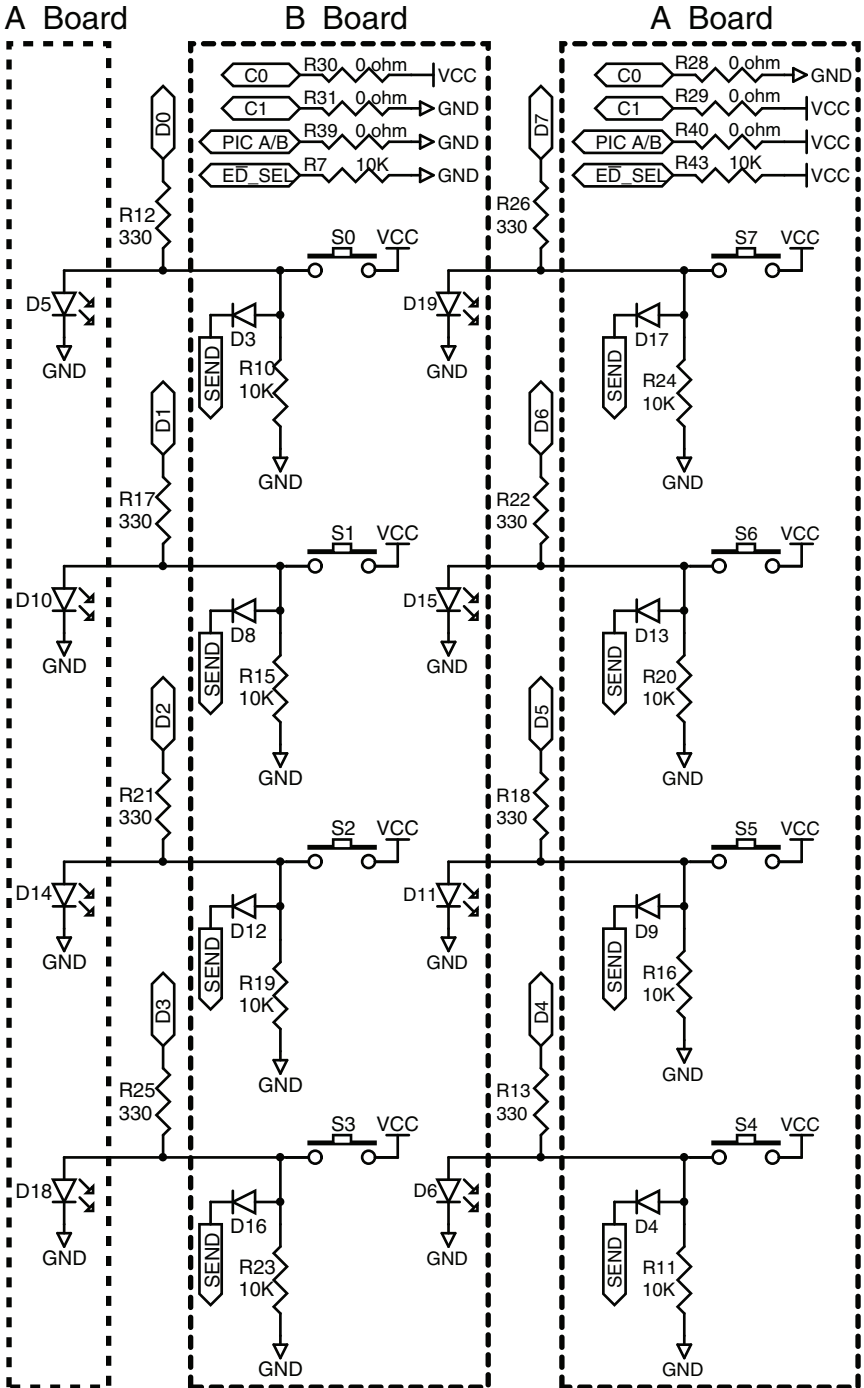 A Board
B Board
A Board
C0 R30 0 ohm VCC
C1 R31 0 ohm GND
PIC A/B R39 0 ohm GND
ED̅_SEL R7 10K GND
C0 R28 0 ohm GND
C1 R29 0 ohm VCC
PIC A/B R40 0 ohm VCC
ED̅_SEL R43 10K VCC
D0
R12
330
D5
GND
S0
VCC
D3
SEND
R10
10K
GND
D7
R26
330
D19
GND
S7
VCC
D17
SEND
R24
10K
GND
D1
R17
330
D10
GND
S1
VCC
D8
SEND
R15
10K
GND
D6
R22
330
D15
GND
S6
VCC
D13
SEND
R20
10K
GND
D2
R21
330
D14
GND
S2
VCC
D12
SEND
R19
10K
GND
D5
R18
330
D11
GND
S5
VCC
D9
SEND
R16
10K
GND
D3
R25
330
D18
GND
S3
VCC
D16
SEND
R23
10K
GND
D4
R13
330
D6
GND
S4
VCC
D4
SEND
R11
10K
GND